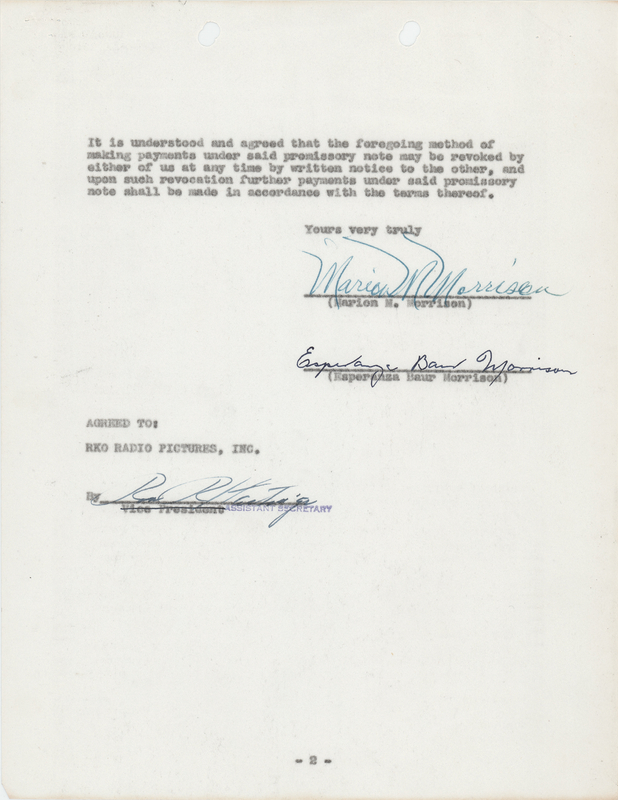 It is understood and agreed that the foregoing method of
making payments under said promissory note may be revoked by
either of us at any time by written notice to the other, and
upon such revocation further payments under said promissory
note shall be made in accordance with the terms thereof.
Yours very truly
Marion M Morrison
(Marion M. Morrison)
Esperanza Baur Morrison
(Esperanza Baur Morrison)
AGREED TO:
RKO RADIO PICTURES, INC.
By
Vice President ASSISTANT SECRETARY
- 2 -